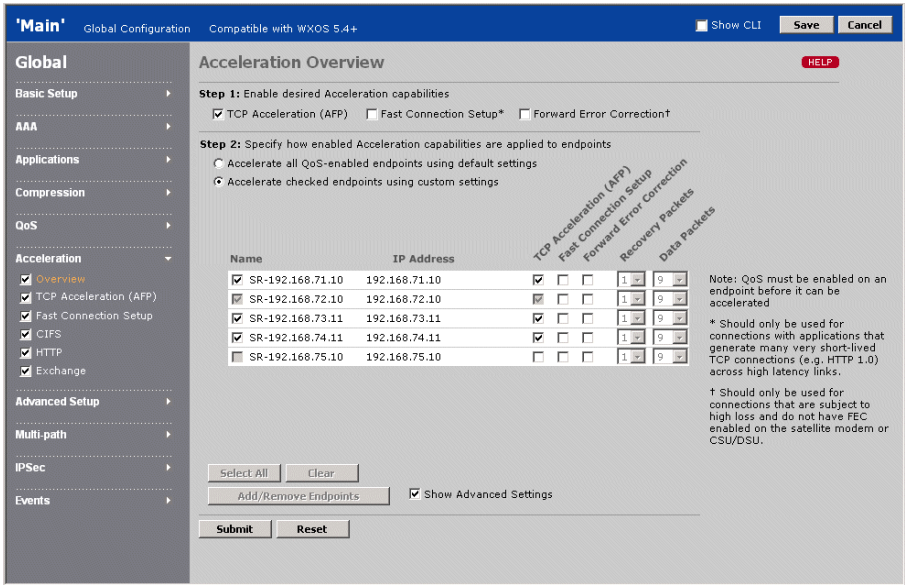 'Main' Global Configuration Compatible with WXOS 5.4+ Show CLI Save Cancel
Global
Basic Setup
AAA
Applications
Compression
QoS
Acceleration
Overview
TCP Acceleration (AFP)
Fast Connection Setup
CIFS
HTTP
Exchange
Advanced Setup
Multi-path
IPSec
Events
Acceleration Overview HELP
Step 1: Enable desired Acceleration capabilities
TCP Acceleration (AFP) Fast Connection Setup* Forward Error Correction†
Step 2: Specify how enabled Acceleration capabilities are applied to endpoints
Accelerate all QoS-enabled endpoints using default settings
Accelerate checked endpoints using custom settings
Name IP Address TCP Acceleration (AFP) Fast Connection Setup Forward Error Correction Recovery Packets Data Packets
SR-192.168.71.10 192.168.71.10 1 9
SR-192.168.72.10 192.168.72.10 1 9
SR-192.168.73.11 192.168.73.11 1 9
SR-192.168.74.11 192.168.74.11 1 9
SR-192.168.75.10 192.168.75.10 1 9
Note: QoS must be enabled on an
endpoint before it can be
accelerated
* Should only be used for
connections with applications that
generate many very short-lived
TCP connections (e.g. HTTP 1.0)
across high latency links.
† Should only be used for
connections that are subject to
high loss and do not have FEC
enabled on the satellite modem or
CSU/DSU.
Select All Clear
Add/Remove Endpoints Show Advanced Settings
Submit Reset